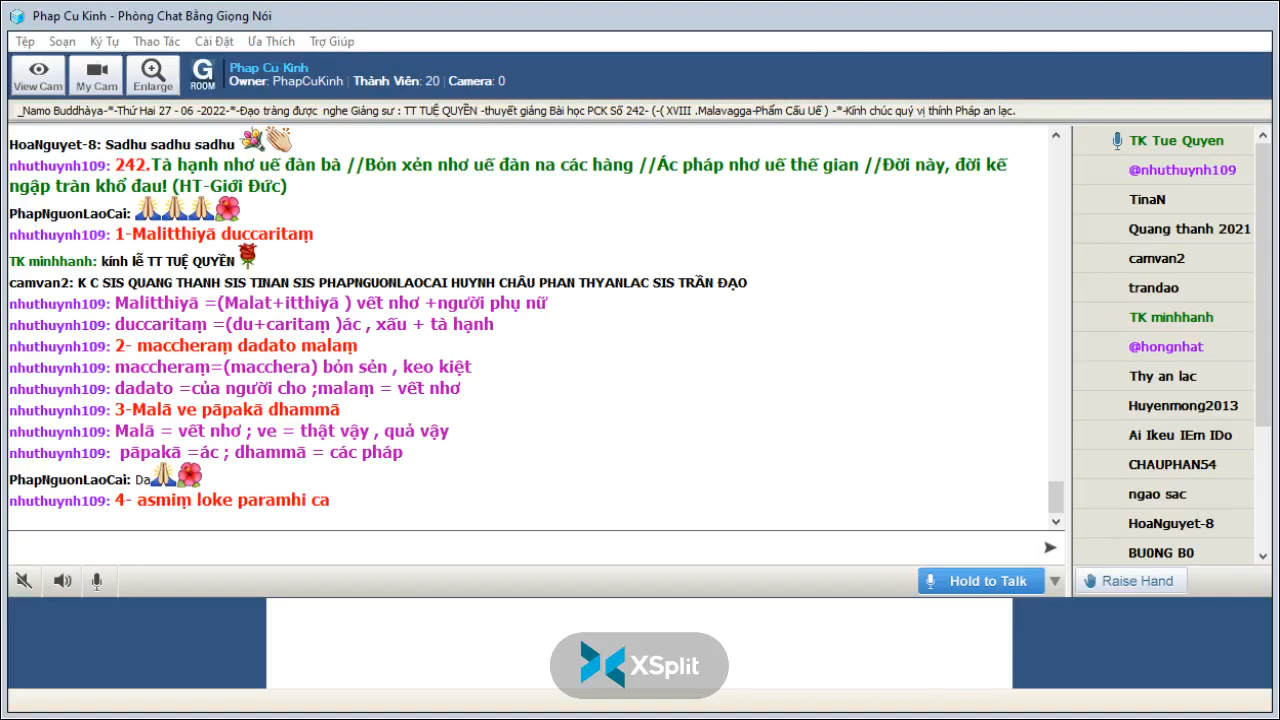 Phap Cu Kinh - Phòng Chat Bằng Giọng Nói
Tệp Soạn Ký Tự Thao Tác Cài Đặt Ưa Thích Trợ Giúp
View Cam My Cam Enlarge G ROOM
Phap Cu Kinh
Owner: PhapCuKinh | Thành Viên: 20 | Camera: 0
_Namo Buddhàya-*-Thứ Hai 27 - 06 -2022-*-Đạo tràng được nghe Giảng sư : TT TUỆ QUYỀN -thuyết giảng Bài học PCK Số 242- (-( XVIII .Malavagga-Phẩm Cấu Uế ) -*-Kính chúc quý vị thính Pháp an lạc.
HoaNguyet-8: Sadhu sadhu sadhu
nhuthuynh109: 242.Tà hạnh nhơ uế đàn bà //Bỏn xẻn nhơ uế đàn na các hàng //Ác pháp nhơ uế thế gian //Đời này, đời kế
ngập tràn khổ đau! (HT-Giới Đức)
PhapNguonLaoCai:
nhuthuynh109: 1-Malitthiyā duccaritaṃ
TK minhhanh: kính lễ TT TUỆ QUYỀN
camvan2: K C SIS QUANG THANH SIS TINAN SIS PHAPNGUONLAOCAI HUYNH CHÂU PHAN THYANLAC SIS TRẦN ĐẠO
nhuthuynh109: Malitthiyā =(Malat+itthiyā ) vết nhơ +người phụ nữ
nhuthuynh109: duccaritaṃ =(du+caritaṃ )ác , xấu + tà hạnh
nhuthuynh109: 2- maccheraṃ dadato malaṃ
nhuthuynh109: maccheraṃ=(macchera) bỏn sẻn , keo kiệt
nhuthuynh109: dadato =của người cho ;malaṃ = vết nhơ
nhuthuynh109: 3-Malā ve pāpakā dhammā
nhuthuynh109: Malā = vết nhơ ; ve = thật vậy , quả vậy
nhuthuynh109: pāpakā =ác ; dhammā = các pháp
PhapNguonLaoCai: Da
nhuthuynh109: 4- asmiṃ loke paramhi ca
TK Tue Quyen
@nhuthuynh109
TinaN
Quang thanh 2021
camvan2
trandao
TK minhhanh
@hongnhat
Thy an lac
Huyenmong2013
Ai Ikeu IEm IDo
CHAUPHAN54
ngao sac
HoaNguyet-8
BU0NG B0
Hold to Talk
Raise Hand
XSplit